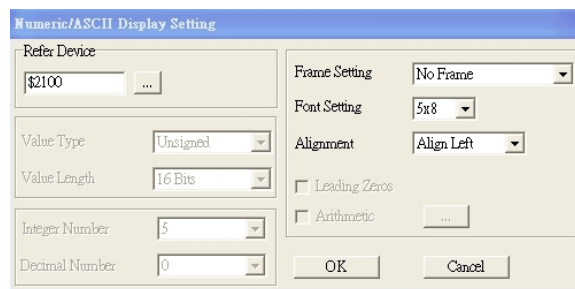 Numeric/ASCII Display Setting
Refer Device
$2100
...
Value Type
Unsigned
Value Length
16 Bits
Integer Number
5
Decimal Number
0
Frame Setting
No Frame
Font Setting
5x8
Alignment
Align Left
Leading Zeros
Arithmetic
...
OK
Cancel